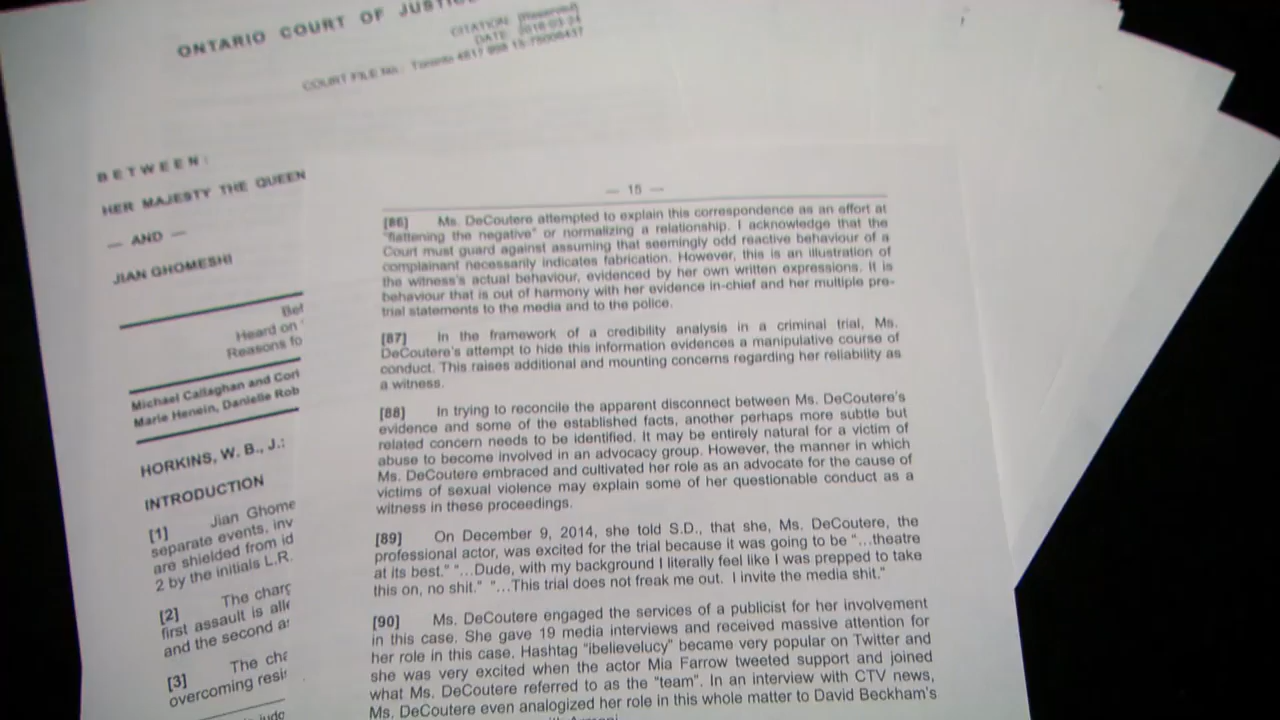 ONTARIO COURT OF JUSTICE
CITATION:
DATE: 2016-03-24
COURT FILE No.: Toronto
BETWEEN:
HER MAJESTY THE QUEEN
— AND —
JIAN GHOMESHI
Heard on
Reasons fo
Michael Callaghan and Corl
Marie Henein, Danielle Rob
HORKINS, W. B., J.:
INTRODUCTION
[1] Jian Ghome
separate events, inv
are shielded from id
2 by the initials L.R.
[2] The charg
first assault is alle
and the second a
[3] The cha
overcoming resi
— 15 —
[86] Ms. DeCoutere attempted to explain this correspondence as an effort at
"flattening the negative" or normalizing a relationship. I acknowledge that the
Court must guard against assuming that seemingly odd reactive behaviour of a
complainant necessarily indicates fabrication. However, this is an illustration of
the witness's actual behaviour, evidenced by her own written expressions. It is
behaviour that is out of harmony with her evidence in-chief and her multiple pre-
trial statements to the media and to the police.
[87] In the framework of a credibility analysis in a criminal trial, Ms.
DeCoutere's attempt to hide this information evidences a manipulative course of
conduct. This raises additional and mounting concerns regarding her reliability as
a witness.
[88] In trying to reconcile the apparent disconnect between Ms. DeCoutere's
evidence and some of the established facts, another perhaps more subtle but
related concern needs to be identified. It may be entirely natural for a victim of
abuse to become involved in an advocacy group. However, the manner in which
Ms. DeCoutere embraced and cultivated her role as an advocate for the cause of
victims of sexual violence may explain some of her questionable conduct as a
witness in these proceedings.
[89] On December 9, 2014, she told S.D., that she, Ms. DeCoutere, the
professional actor, was excited for the trial because it was going to be "…theatre
at its best." "…Dude, with my background I literally feel like I was prepped to take
this on, no shit." "…This trial does not freak me out. I invite the media shit."
[90] Ms. DeCoutere engaged the services of a publicist for her involvement
in this case. She gave 19 media interviews and received massive attention for
her role in this case. Hashtag "ibelievelucy" became very popular on Twitter and
she was very excited when the actor Mia Farrow tweeted support and joined
what Ms. DeCoutere referred to as the "team". In an interview with CTV news,
Ms. DeCoutere even analogized her role in this whole matter to David Beckham's